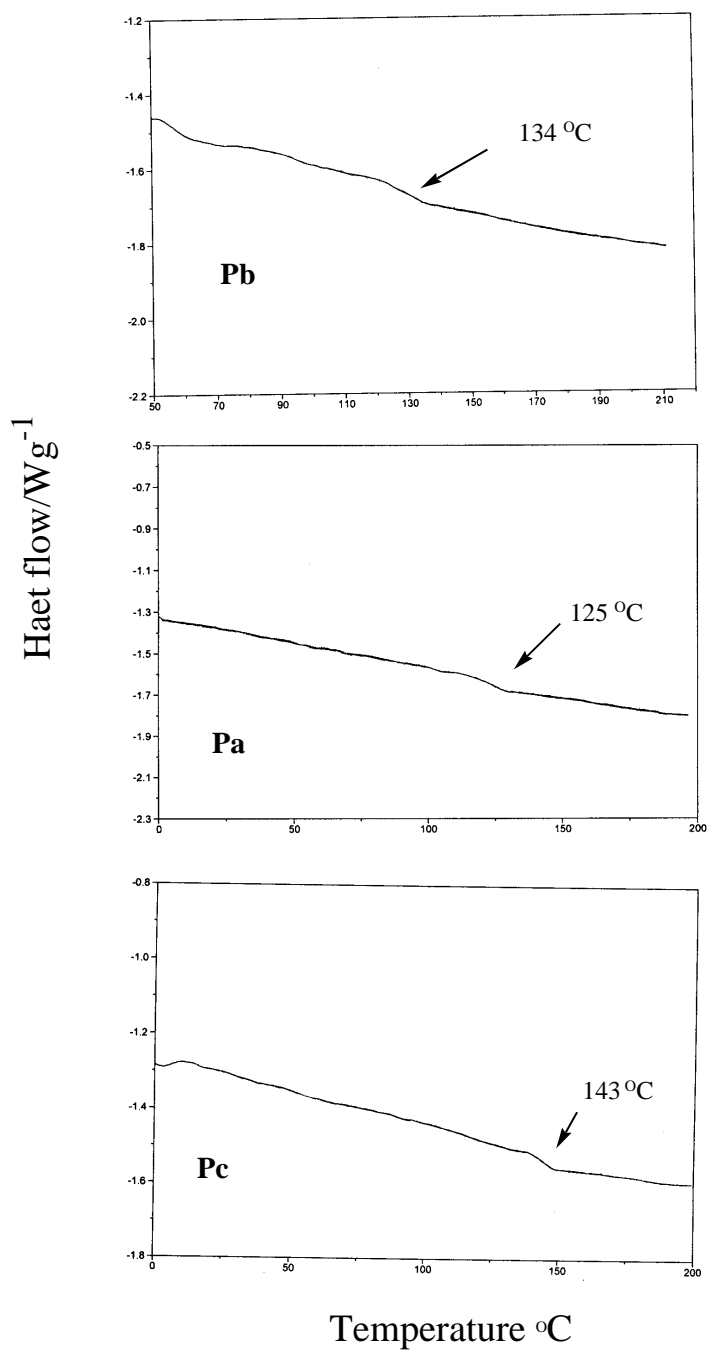 Haet flow/Wg⁻¹
-1.2
-1.4
-1.6
-1.8
-2.0
-2.2
134 ᴼC
Pb
50 70 90 110 130 150 170 190 210
-0.5
-0.7
-0.9
-1.1
-1.3
-1.5
-1.7
-1.9
-2.1
-2.3
125 ᴼC
Pa
0 50 100 150 200
-0.8
-1.0
-1.2
-1.4
-1.6
-1.8
143 ᴼC
Pc
0 50 100 150 200
Temperature ᴼC